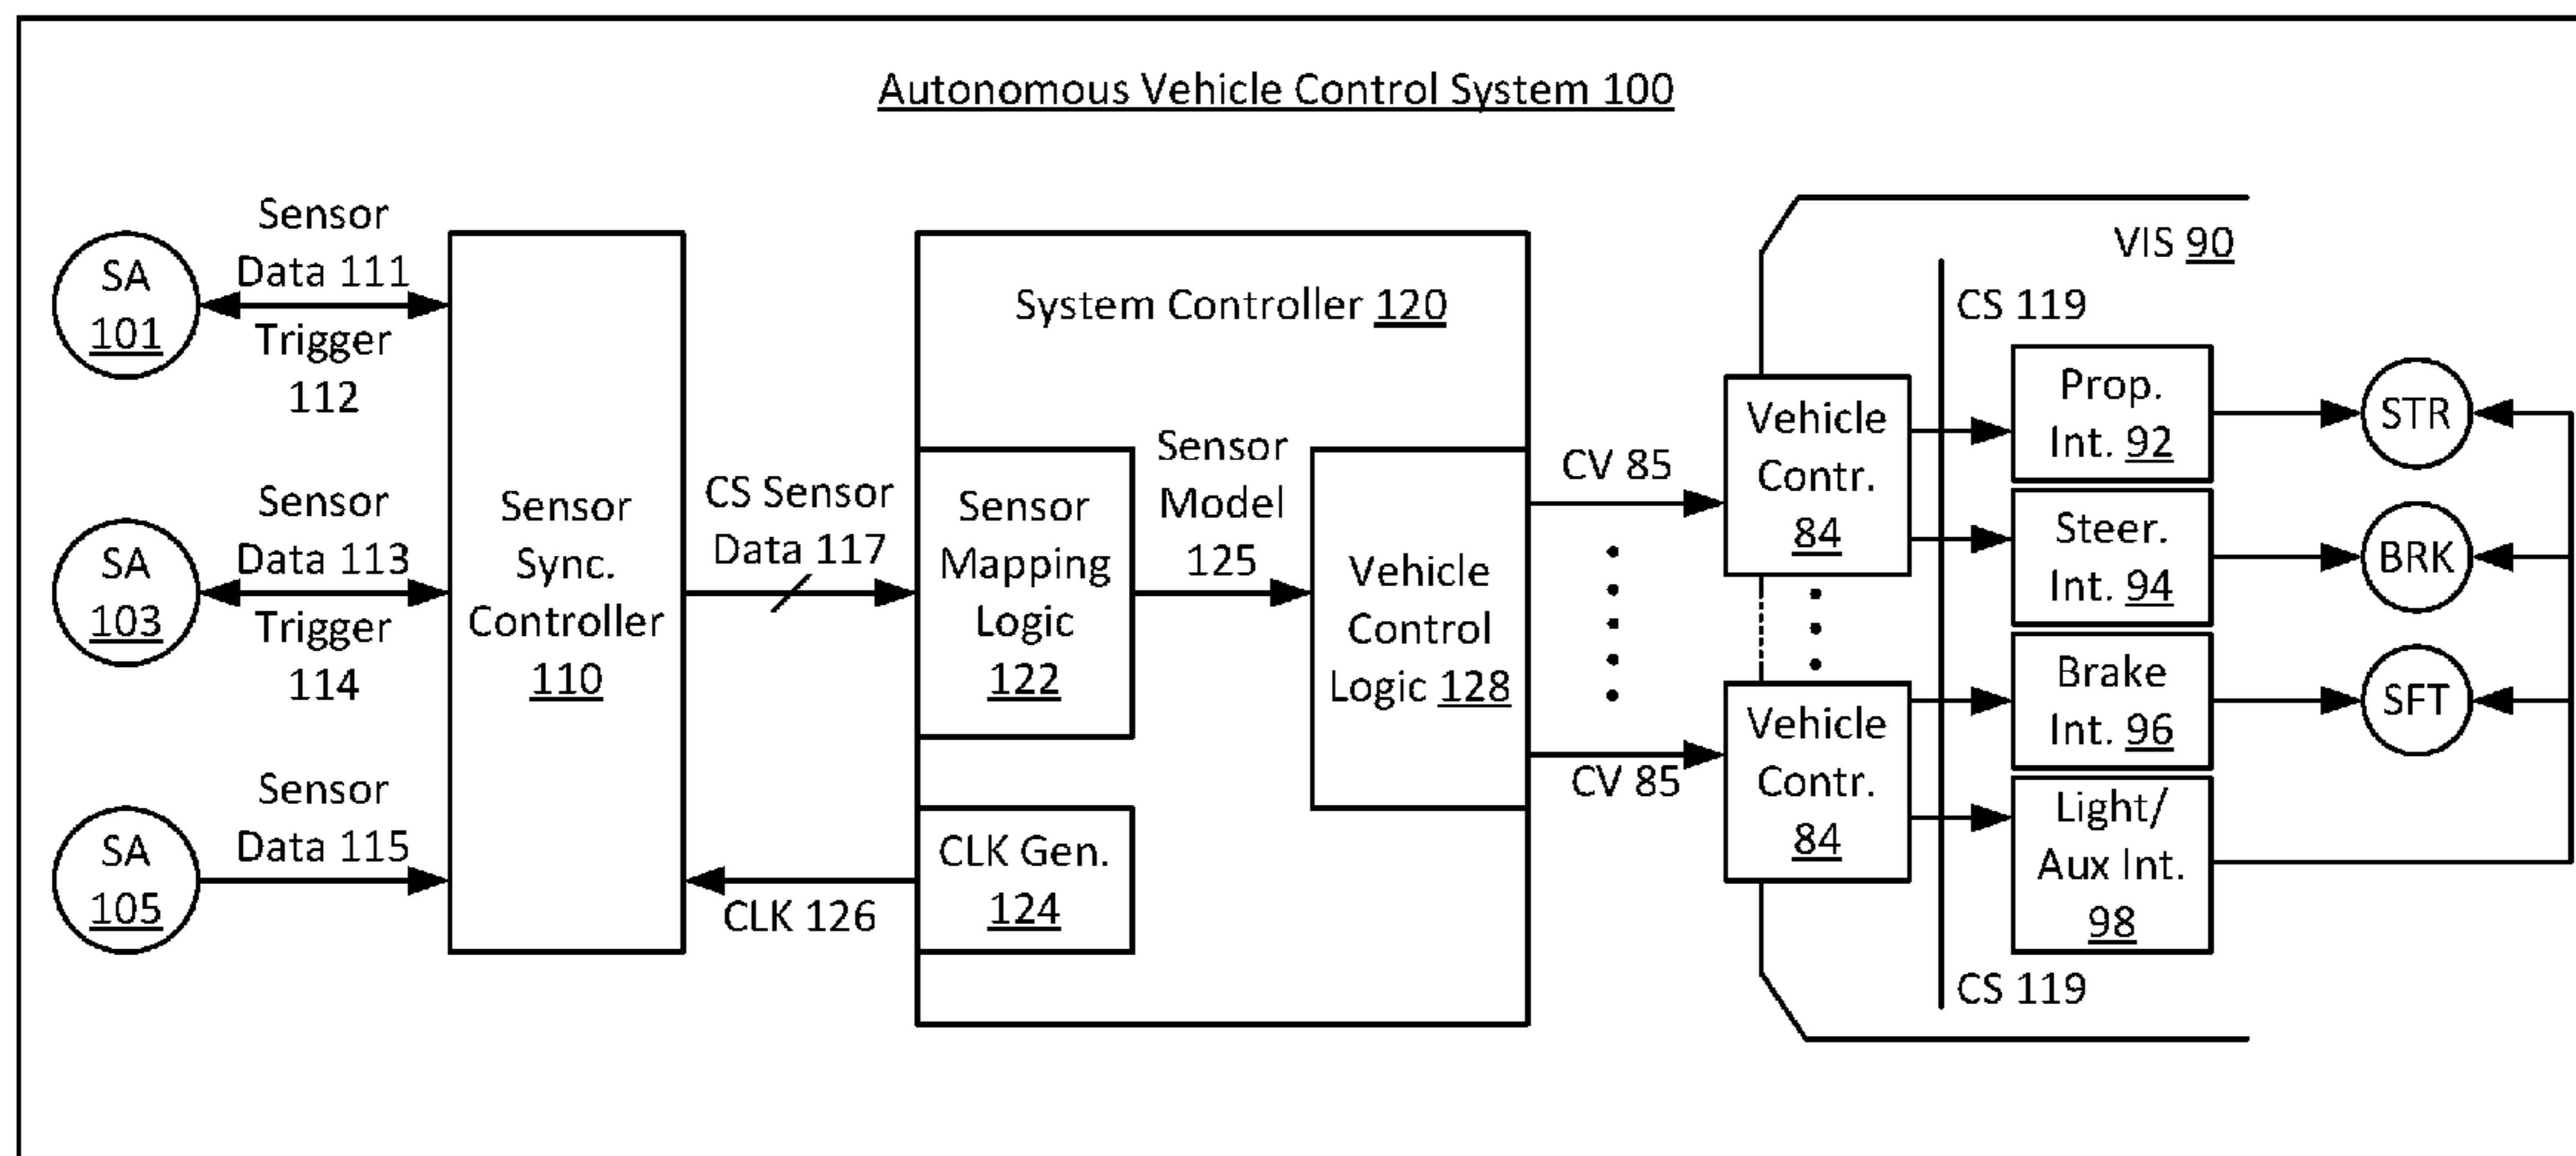 Autonomous Vehicle Control System 100
Sensor
Data 111
SA
101
Trigger
112
Sensor
Data 113
SA
103
Trigger
114
Sensor
Data 115
SA
105
Sensor
Sync.
Controller
110
CS Sensor
Data 117
CLK 126
System Controller 120
Sensor
Mapping
Logic
122
Sensor
Model
125
CLK Gen.
124
Vehicle
Control
Logic 128
CV 85
CV 85
VIS 90
Vehicle
Contr.
84
Vehicle
Contr.
84
CS 119
Prop.
Int. 92
Steer.
Int. 94
Brake
Int. 96
Light/
Aux Int.
98
CS 119
STR
BRK
SFT